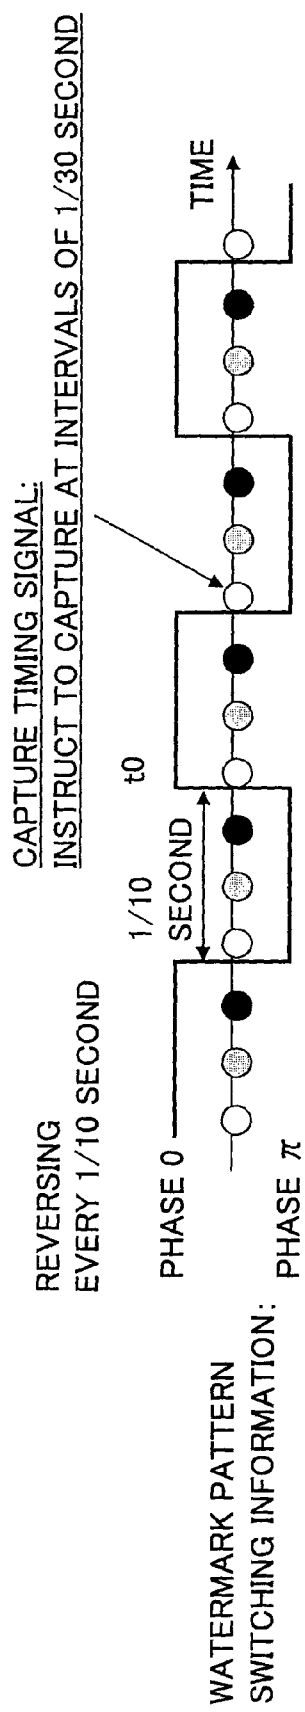 CAPTURE TIMING SIGNAL:
INSTRUCT TO CAPTURE AT INTERVALS OF 1/30 SECOND
REVERSING
EVERY 1/10 SECOND
1/10
SECOND
t0
TIME
PHASE 0
WATERMARK PATTERN
SWITCHING INFORMATION:
PHASE π